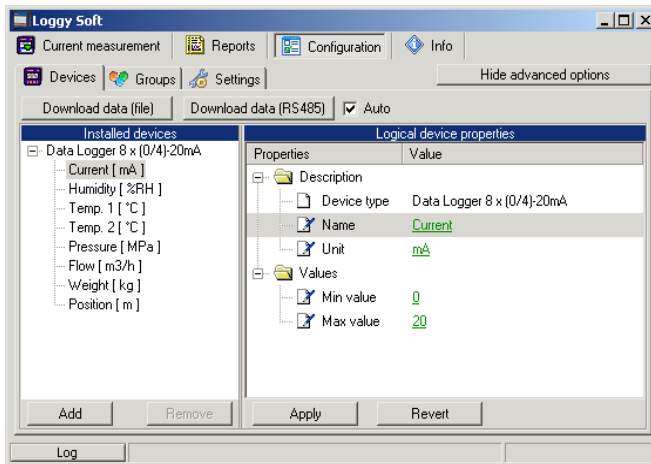 Loggy Soft
Current measurement Reports Configuration Info
Devices Groups Settings Hide advanced options
Download data (file) Download data (RS485) Auto
Installed devices
Data Logger 8 x (0/4)-20mA
Current [ mA ]
Humidity [ %RH ]
Temp. 1 [ °C ]
Temp. 2 [ °C ]
Pressure [ MPa ]
Flow [ m3/h ]
Weight [ kg ]
Position [ m ]
Add Remove
Logical device properties
Properties Value
Description
Device type Data Logger 8 x (0/4)-20mA
Name Current
Unit mA
Values
Min value 0
Max value 20
Apply Revert
Log